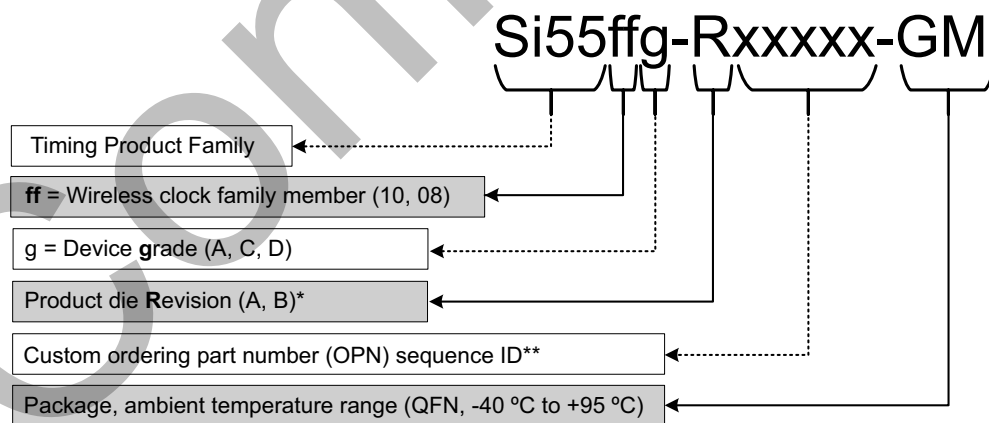 Si55ffg-Rxxxxx-GM
Timing Product Family
ff = Wireless clock family member (10, 08)
g = Device grade (A, C, D)
Product die Revision (A, B)*
Custom ordering part number (OPN) sequence ID**
Package, ambient temperature range (QFN, -40 ºC to +95 ºC)
Com